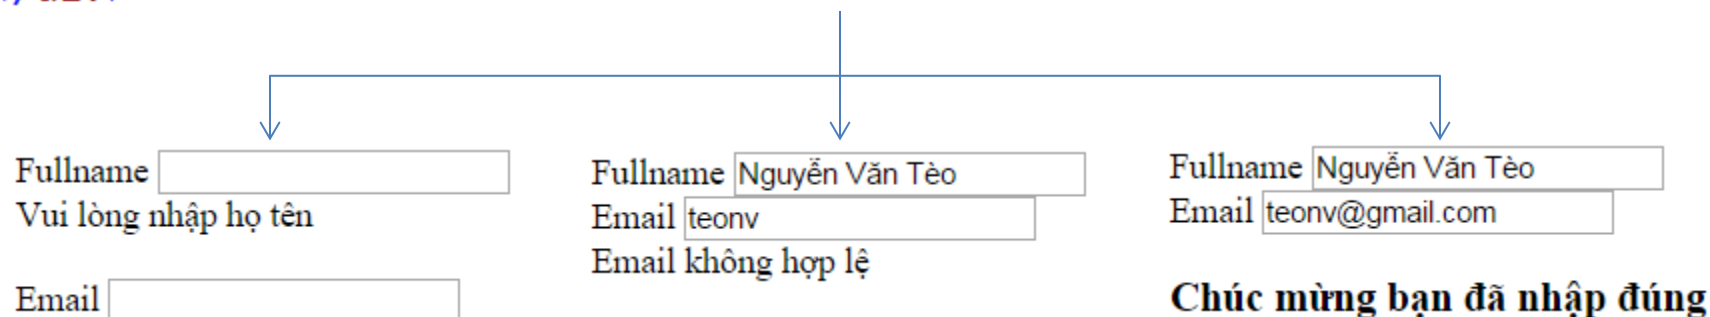 Fullname
Vui lòng nhập họ tên
Email
Fullname Nguyễn Văn Tèo
Email teonv
Email không hợp lệ
Fullname Nguyễn Văn Tèo
Email teonv@gmail.com
Chúc mừng bạn đã nhập đúng